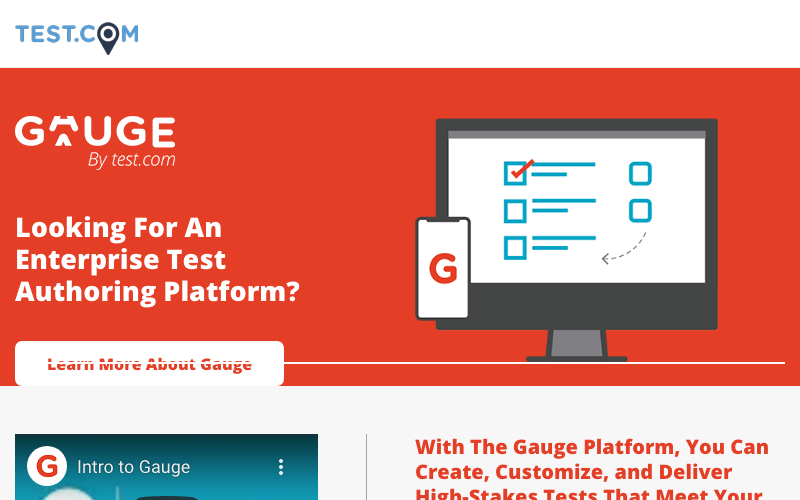 TEST.COM
GAUGE
By test.com
Looking For An
Enterprise Test
Authoring Platform?
Learn More About Gauge
G
G
Intro to Gauge
With The Gauge Platform, You Can
Create, Customize, and Deliver
High-Stakes Tests That Meet Your